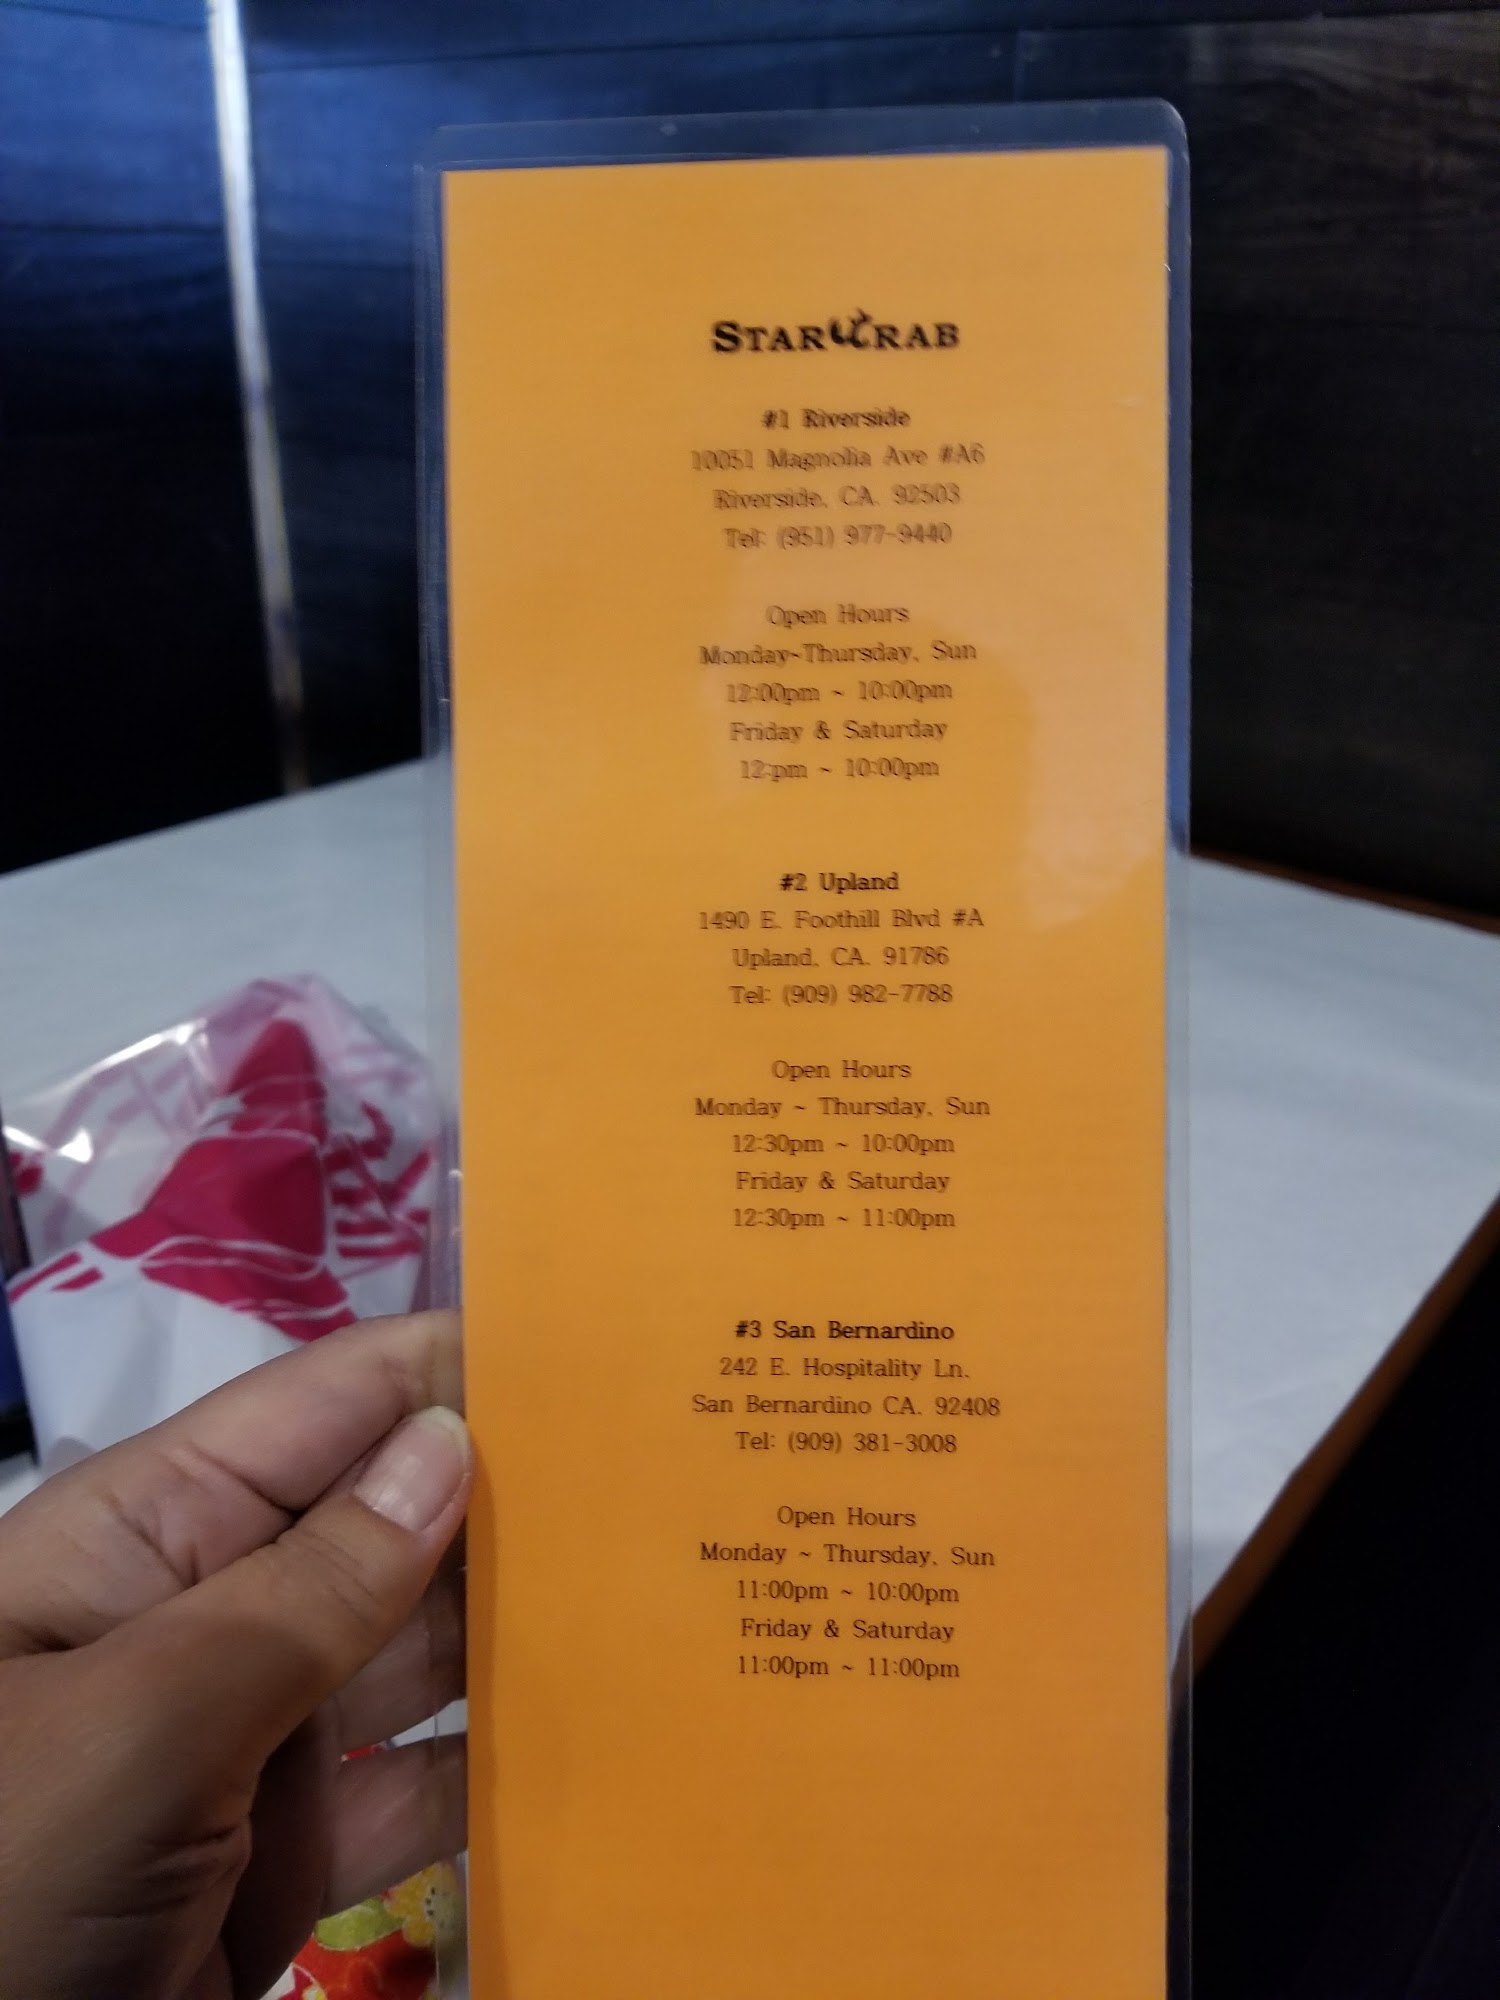 STAR CRAB
#1 Riverside
10051 Magnolia Ave #A6
Riverside, CA. 92503
Tel: (951) 977-9440
Open Hours
Monday~Thursday, Sun
12:00pm ~ 10:00pm
Friday & Saturday
12:pm ~ 10:00pm
#2 Upland
1490 E. Foothill Blvd #A
Upland, CA. 91786
Tel: (909) 982-7788
Open Hours
Monday ~ Thursday, Sun
12:30pm ~ 10:00pm
Friday & Saturday
12:30pm ~ 11:00pm
#3 San Bernardino
242 E. Hospitality Ln.
San Bernardino CA. 92408
Tel: (909) 381-3008
Open Hours
Monday ~ Thursday, Sun
11:00pm ~ 10:00pm
Friday & Saturday
11:00pm ~ 11:00pm